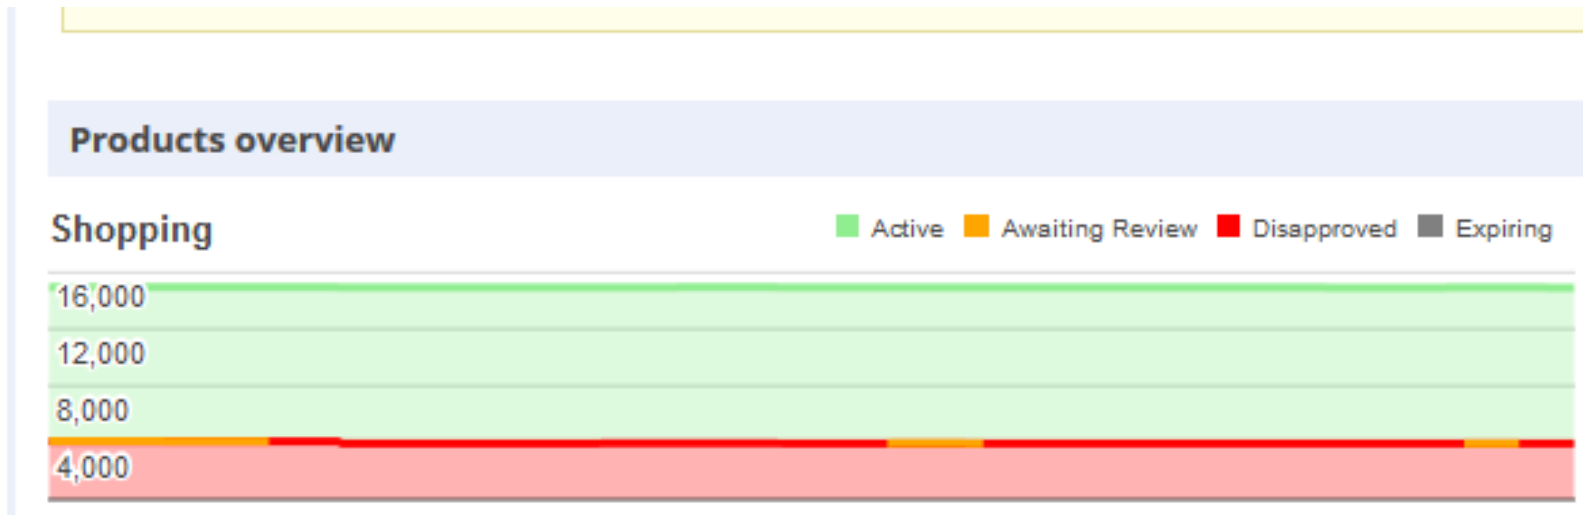 Products overview
Shopping
Active Awaiting Review Disapproved Expiring
16,000
12,000
8,000
4,000